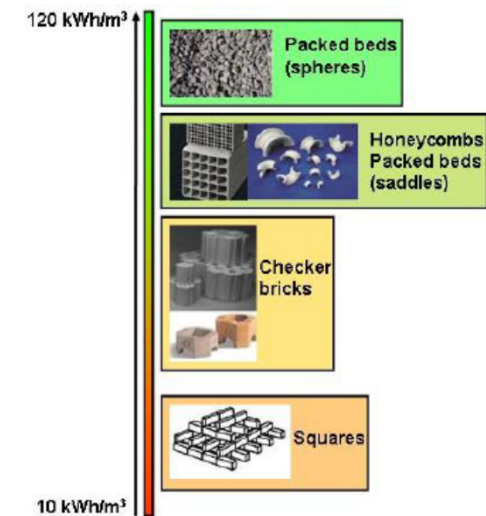 120 kWh/m³
Packed beds
(spheres)
Honeycombs
Packed beds
(saddles)
Checker
bricks
Squares
10 kWh/m³